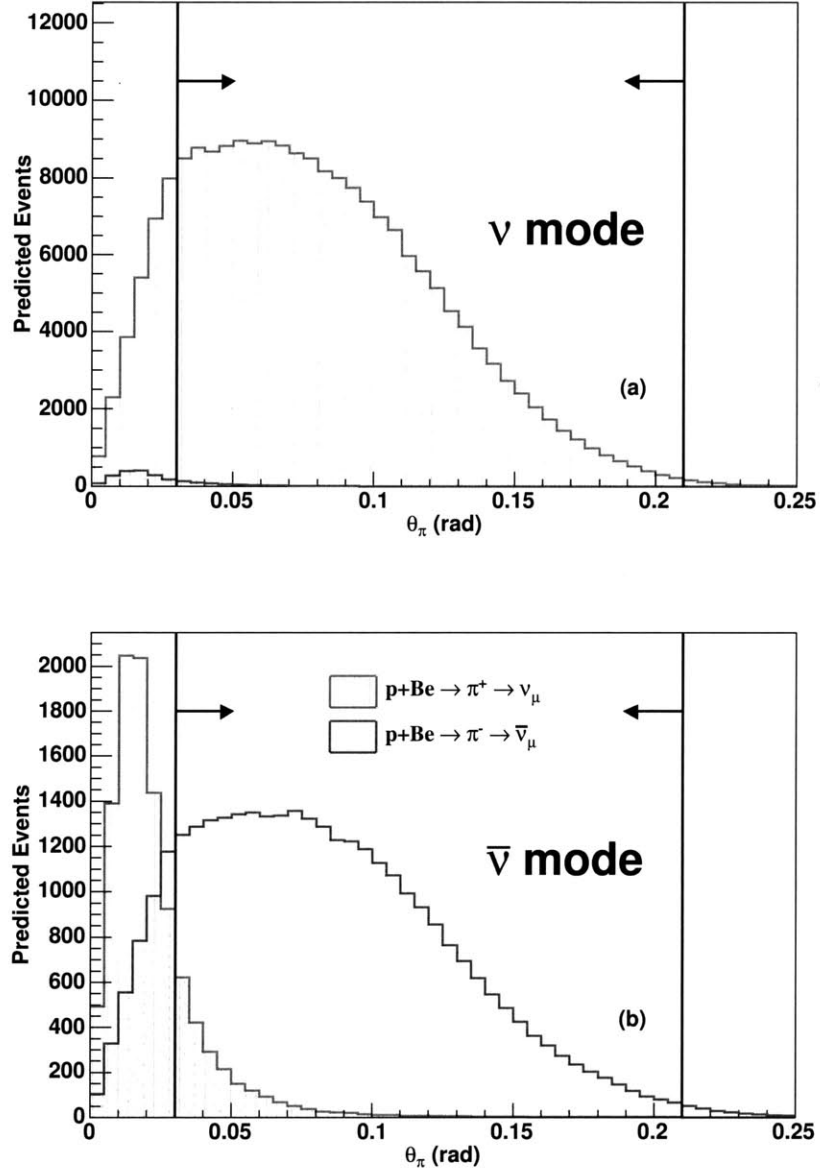 12000
10000
8000
6000
4000
2000
0
Predicted Events
ν mode
(a)
0 0.05 0.1 0.15 0.2 0.25
θπ (rad)
2000
1800
1600
1400
1200
1000
800
600
400
200
0
Predicted Events
p+Be → π⁺ → νμ
p+Be → π⁻ → ν̅μ
ν̅ mode
(b)
0 0.05 0.1 0.15 0.2 0.25
θπ (rad)